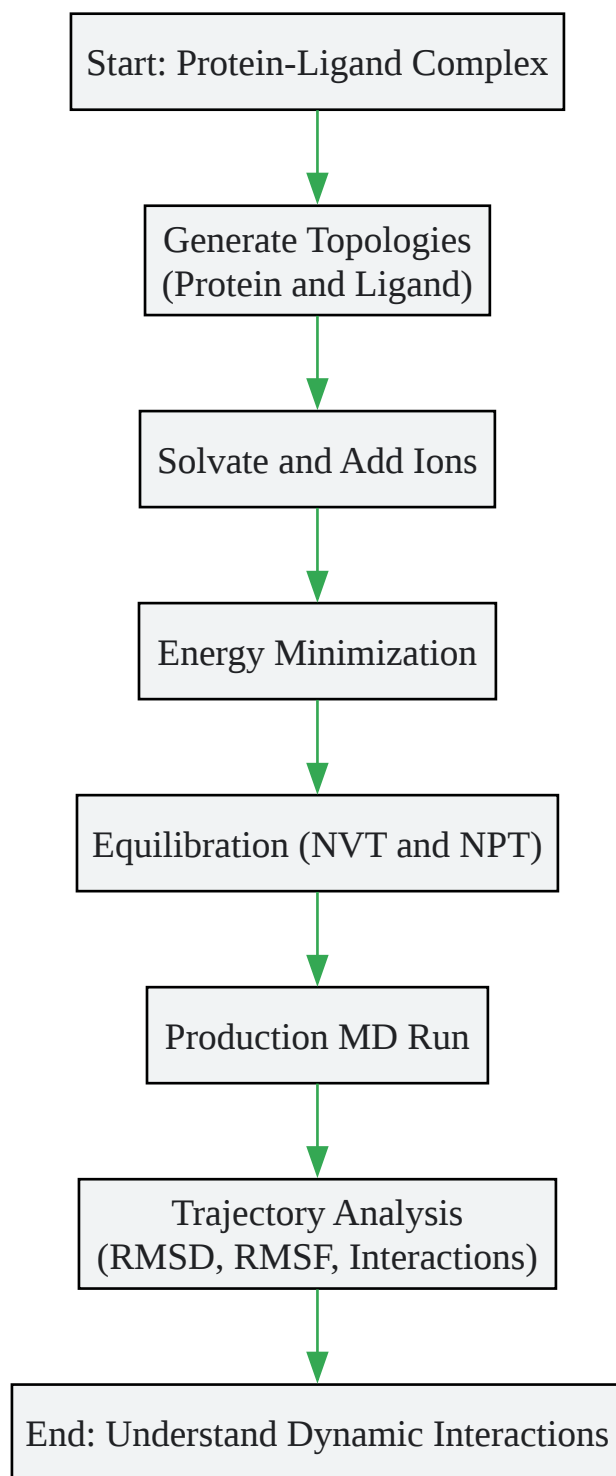 Start: Protein-Ligand Complex
Generate Topologies
(Protein and Ligand)
Solvate and Add Ions
Energy Minimization
Equilibration (NVT and NPT)
Production MD Run
Trajectory Analysis
(RMSD, RMSF, Interactions)
End: Understand Dynamic Interactions